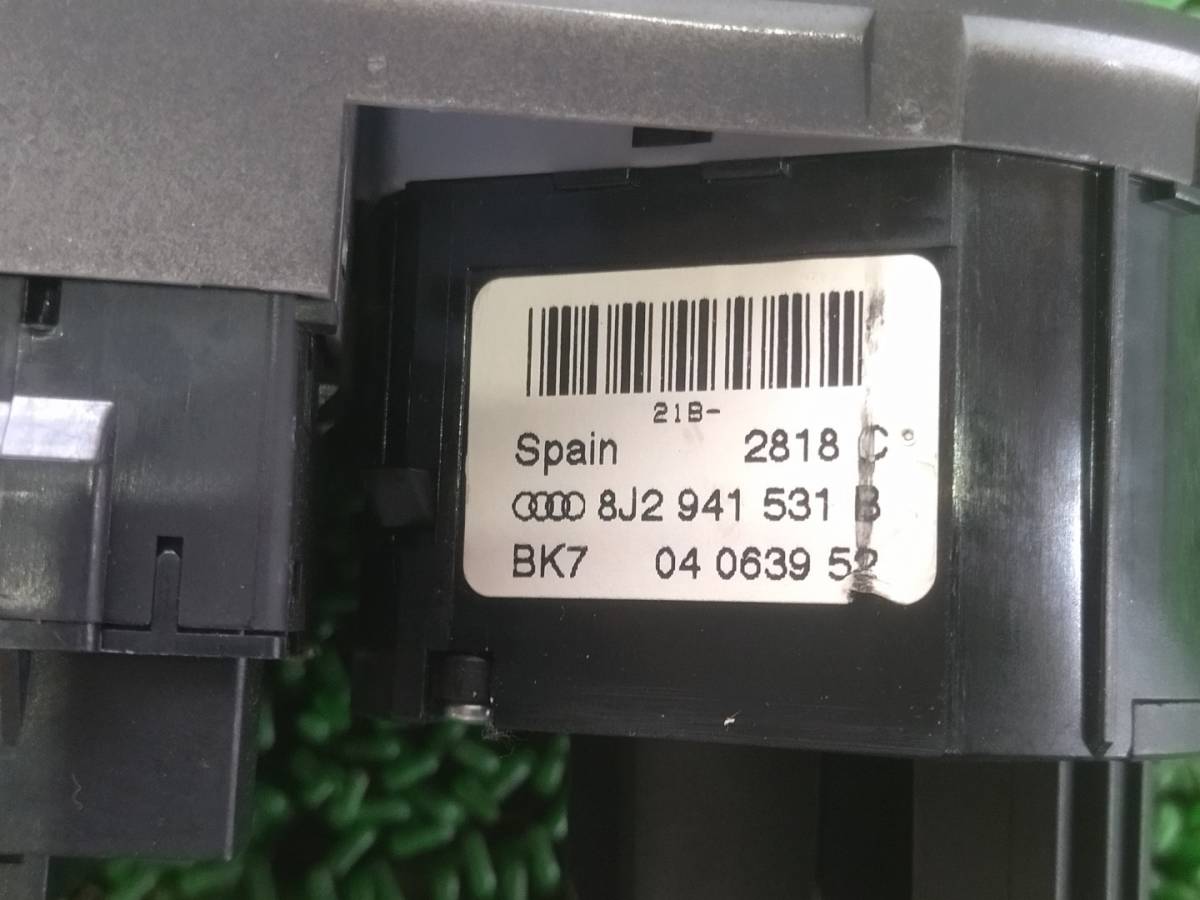 21B-
Spain 2818 C
8J2 941 531 B
BK7 04 0639 52